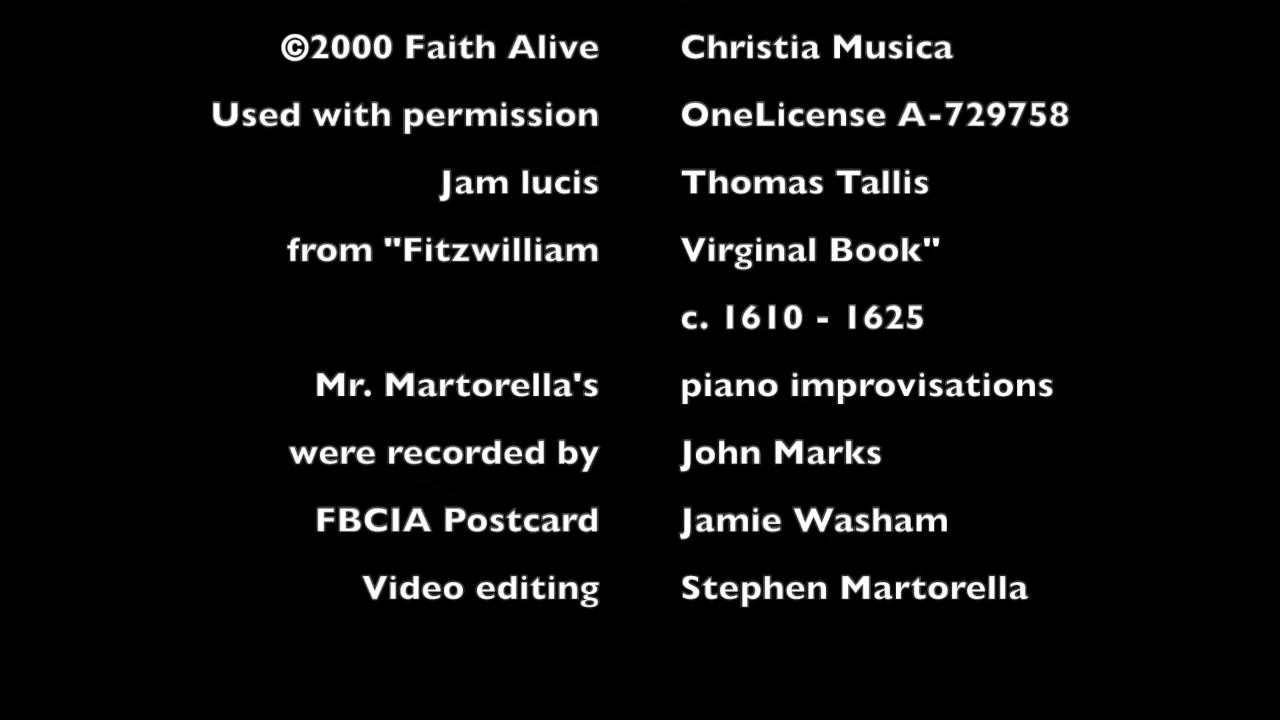 ©2000 Faith Alive Christia Musica
Used with permission OneLicense A-729758
Jam lucis Thomas Tallis
from "Fitzwilliam Virginal Book"
c. 1610 - 1625
Mr. Martorella's piano improvisations
were recorded by John Marks
FBCIA Postcard Jamie Washam
Video editing Stephen Martorella